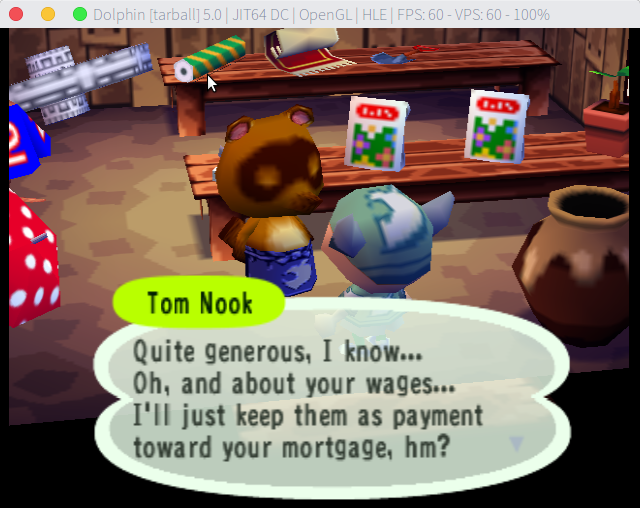 Dolphin [tarball] 5.0 | JIT64 DC | OpenGL | HLE | FPS: 60 - VPS: 60 - 100%
Tom Nook
Quite generous, I know...
Oh, and about your wages...
I'll just keep them as payment
toward your mortgage, hm?